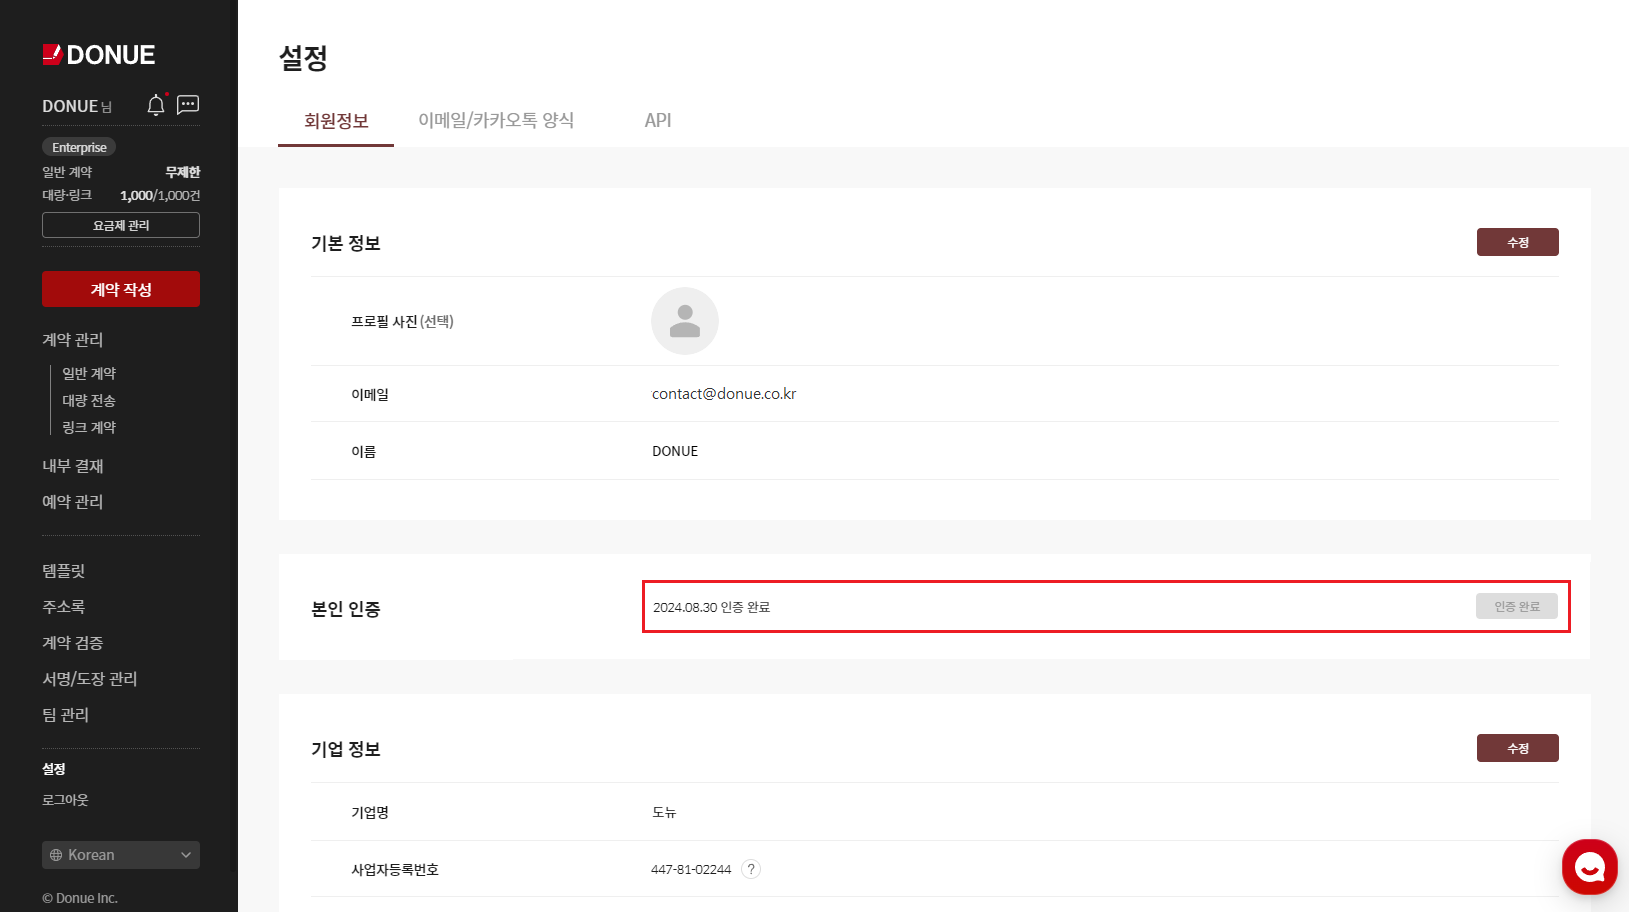 DONUE
DONUE 님
Enterprise
일반 계약 무제한
대량·링크 1,000/1,000건
요금제 관리
계약 작성
계약 관리
일반 계약
대량 전송
링크 계약
내부 결재
예약 관리
템플릿
주소록
계약 검증
서명/도장 관리
팀 관리
설정
로그아웃
Korean
© Donue Inc.
설정
회원정보 이메일/카카오톡 양식 API
기본 정보 수정
프로필 사진(선택)
이메일 contact@donue.co.kr
이름 DONUE
본인 인증 2024.08.30 인증 완료 인증 완료
기업 정보 수정
기업명 도뉴
사업자등록번호 447-81-02244 ?